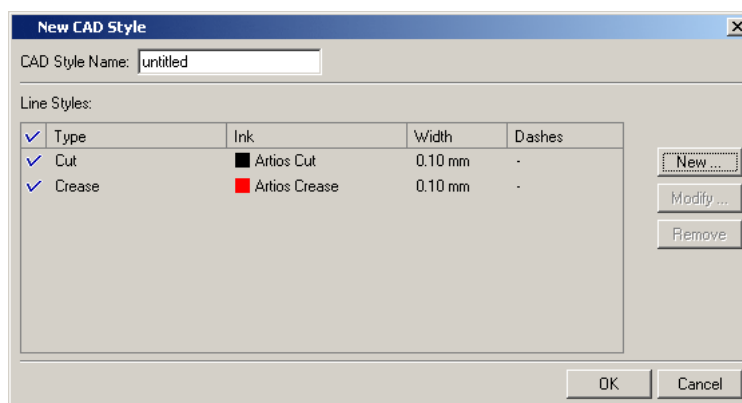 New CAD Style
CAD Style Name: untitled
Line Styles:
Type Ink Width Dashes
Cut Artios Cut 0.10 mm -
Crease Artios Crease 0.10 mm -
New ...
Modify ...
Remove
OK Cancel